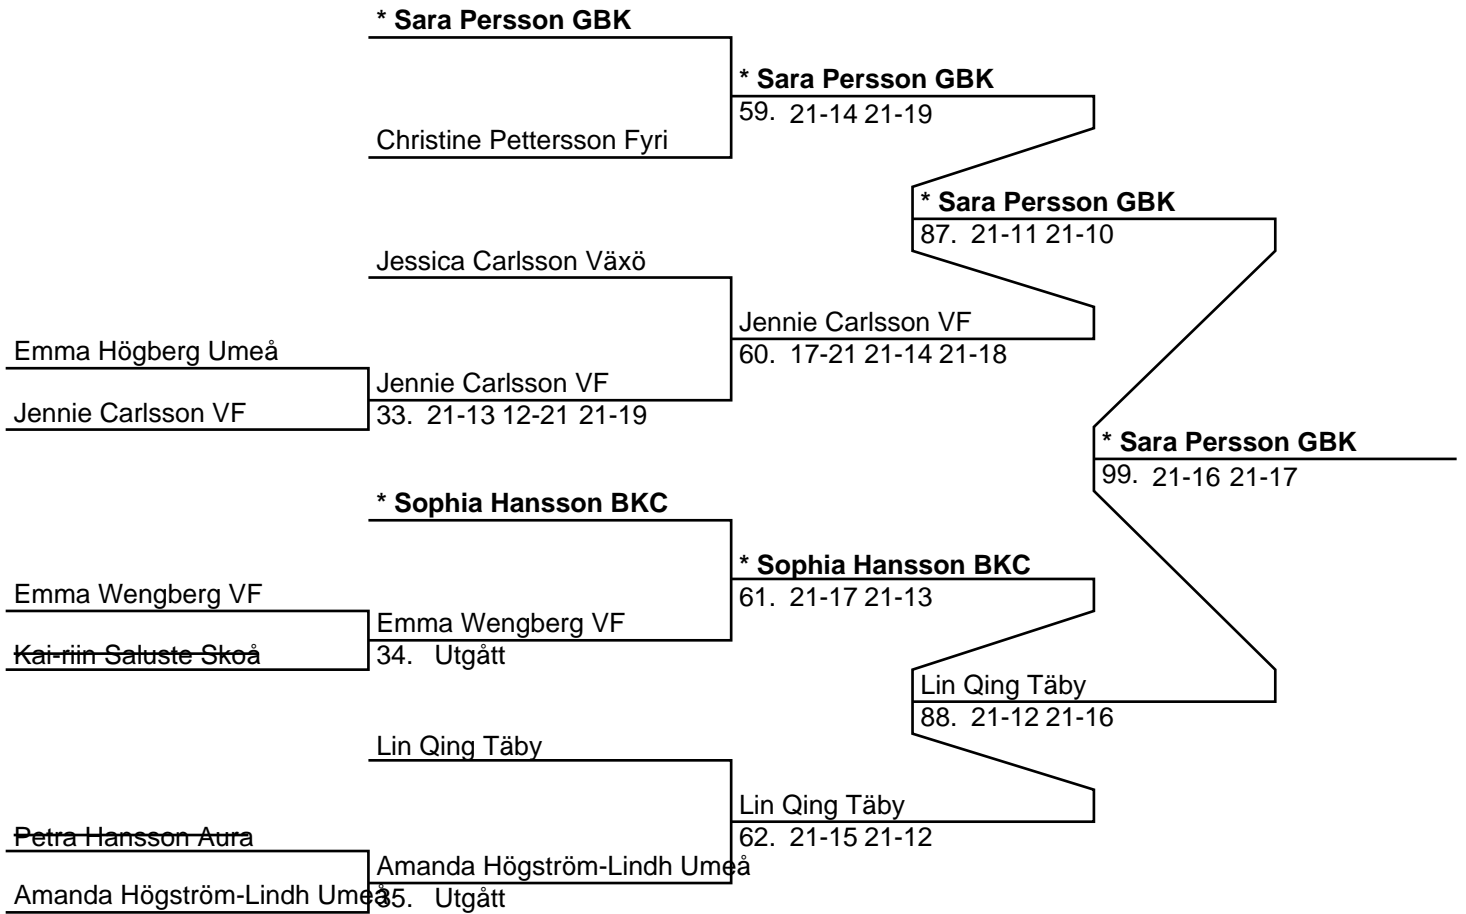 * Sara Persson GBK
* Sara Persson GBK
59. 21-14 21-19
Christine Pettersson Fyri
* Sara Persson GBK
87. 21-11 21-10
Jessica Carlsson Växö
Jennie Carlsson VF
60. 17-21 21-14 21-18
Emma Högberg Umeå
Jennie Carlsson VF
Jennie Carlsson VF
33. 21-13 12-21 21-19
* Sara Persson GBK
99. 21-16 21-17
* Sophia Hansson BKC
* Sophia Hansson BKC
61. 21-17 21-13
Emma Wengberg VF
Emma Wengberg VF
Kai-riin Saluste Skoå
34. Utgått
Lin Qing Täby
88. 21-12 21-16
Lin Qing Täby
Lin Qing Täby
62. 21-15 21-12
Petra Hansson Aura
Amanda Högström-Lindh Umeå
Amanda Högström-Lindh Umeå
35. Utgått